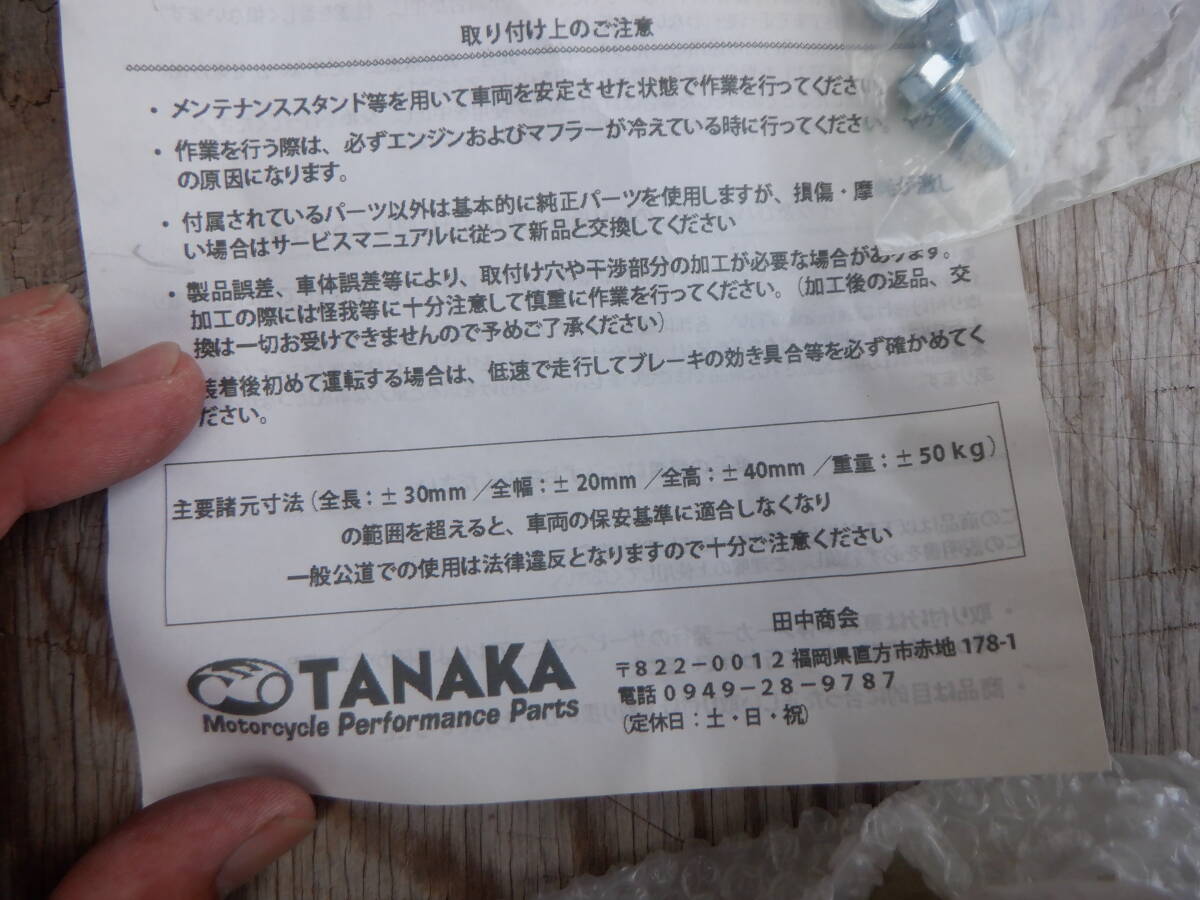 取り付け上のご注意
・ メンテナンススタンド等を用いて車両を安定させた状態で作業を行ってください
・ 作業を行う際は、必ずエンジンおよびマフラーが冷えている時に行ってください。ヤケ
の原因になります。
・ 付属されているパーツ以外は基本的に純正パーツを使用しますが、損傷・摩 が激し
い場合はサービスマニュアルに従って新品と交換してください
・ 製品誤差、車体誤差等により、取付け穴や干渉部分の加工が必要な場合があります。
加工の際には怪我等に十分注意して慎重に作業を行ってください。（加工後の返品、交
換は一切お受けできませんので予めご了承ください）
装着後初めて運転する場合は、低速で走行してブレーキの効き具合等を必ず確かめてく
ださい。
主要諸元寸法（全長：± 30mm ／全幅：± 20mm ／全高：± 40mm ／重量：± 50ｋｇ）
の範囲を超えると、車両の保安基準に適合しなくなり
一般公道での使用は法律違反となりますので十分ご注意ください
田中商会
TANAKA
Motorcycle Performance Parts
〒８２２－００１２ 福岡県直方市赤地 178-1
電話 ０９４９－２８－９７８７
（定休日：土・日・祝）